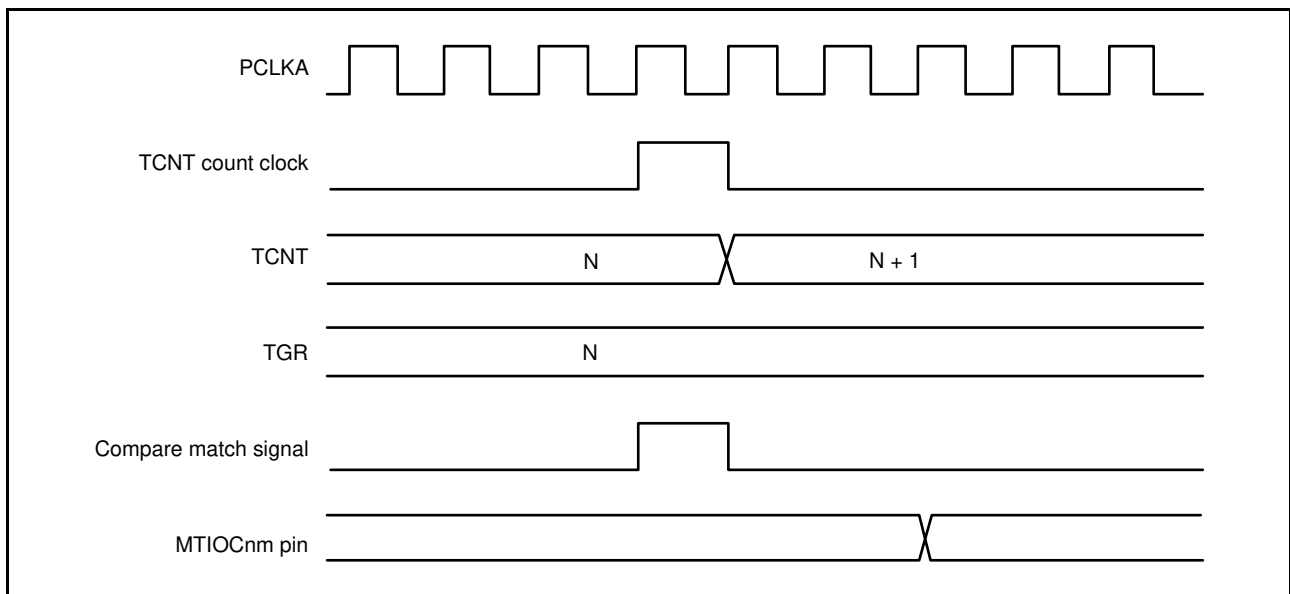 PCLKA
TCNT count clock
TCNT
N
N + 1
TGR
N
Compare match signal
MTIOCnm pin